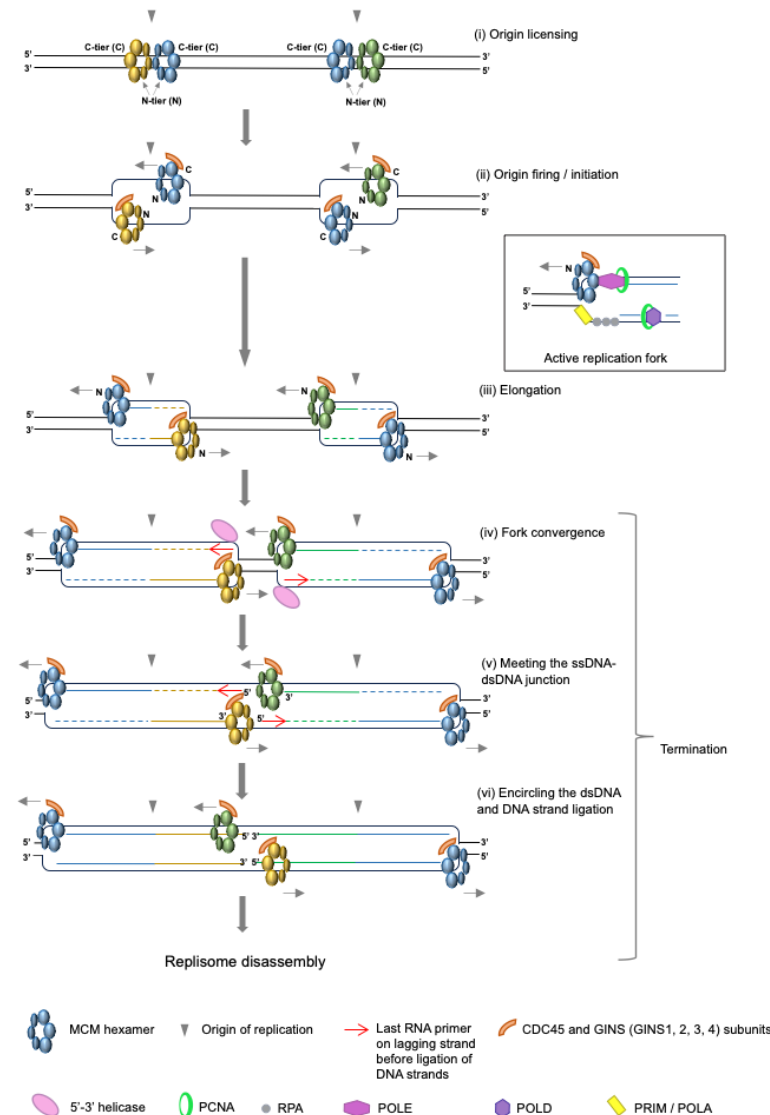 C-tier (C) C-tier (C) C-tier (C) C-tier (C)
(i) Origin licensing
5' 3'
3' 5'
N-tier (N) N-tier (N)
C C
(ii) Origin firing / initiation
5' N N 3'
3' N N 5'
C C
N
5'
3'
Active replication fork
N N
(iii) Elongation
5' 3'
3' 5'
N N
(iv) Fork convergence
5' 3'
3' 5'
(v) Meeting the ssDNA-
dsDNA junction
5' 5' 3' 3'
3' 3' 5' 5'
Termination
(vi) Encircling the dsDNA
and DNA strand ligation
5' 5' 3' 3'
3' 3' 5' 5'
Replisome disassembly
MCM hexamer
Origin of replication
Last RNA primer
on lagging strand
before ligation of
DNA strands
CDC45 and GINS (GINS1, 2, 3, 4) subunits
5'-3' helicase
PCNA
RPA
POLE
POLD
PRIM / POLA